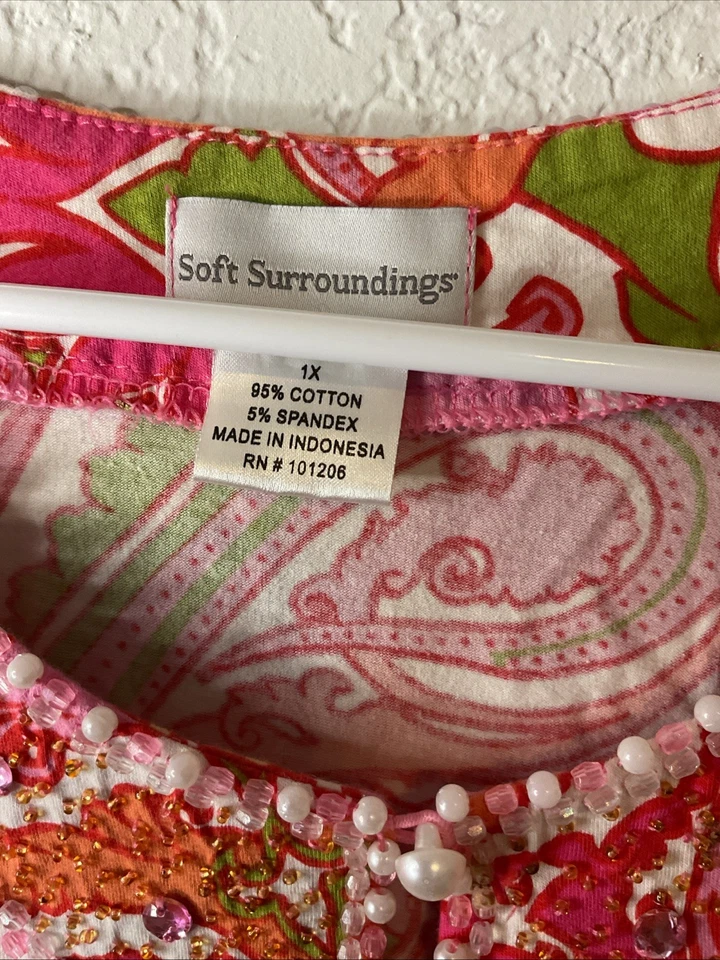 Soft Surroundings
1X
95% COTTON
5% SPANDEX
MADE IN INDONESIA
RN # 101206